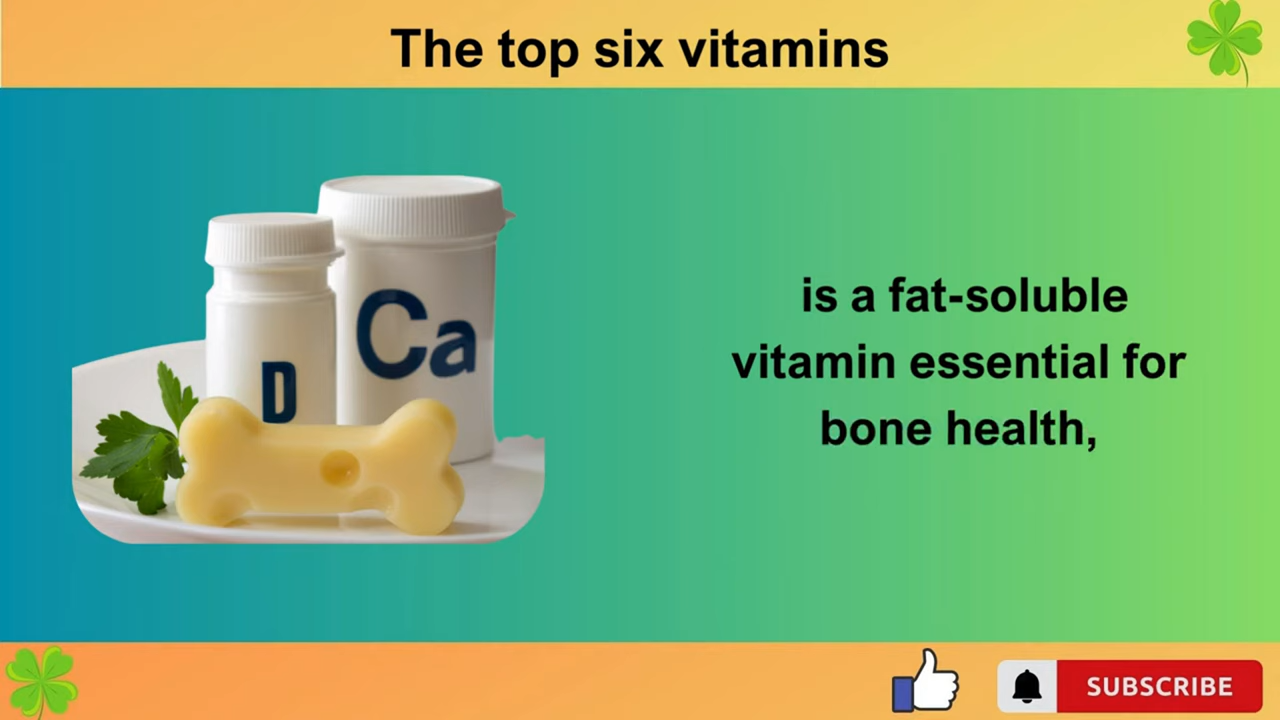 The top six vitamins
D
Ca
is a fat-soluble
vitamin essential for
bone health,
SUBSCRIBE